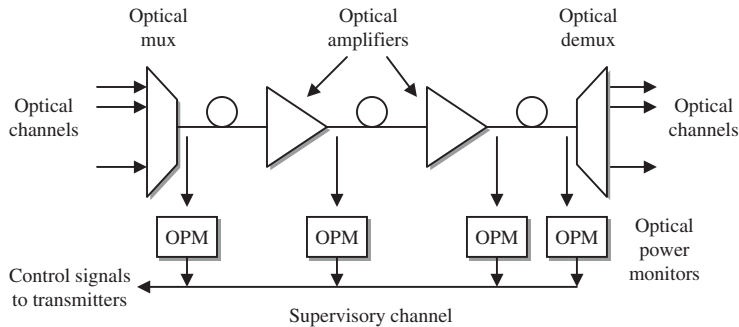 Optical
mux
Optical
amplifiers
Optical
demux
Optical
channels
Optical
channels
OPM
OPM
OPM
OPM
Optical
power
monitors
Control signals
to transmitters
Supervisory channel